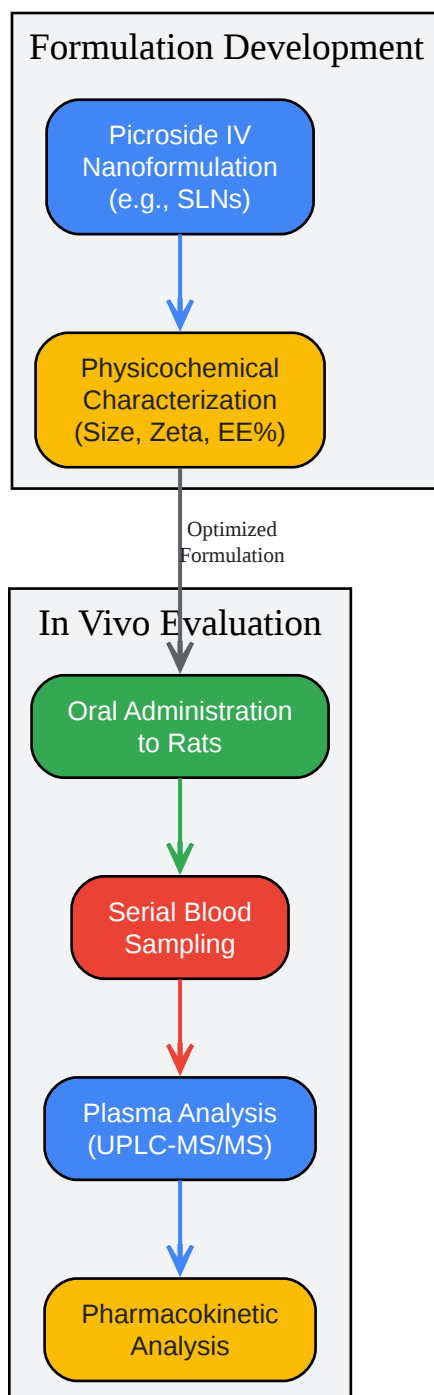 Formulation Development
Picroside IV
Nanoformulation
(e.g., SLNs)
Physicochemical
Characterization
(Size, Zeta, EE%)
Optimized
Formulation
In Vivo Evaluation
Oral Administration
to Rats
Serial Blood
Sampling
Plasma Analysis
(UPLC-MS/MS)
Pharmacokinetic
Analysis